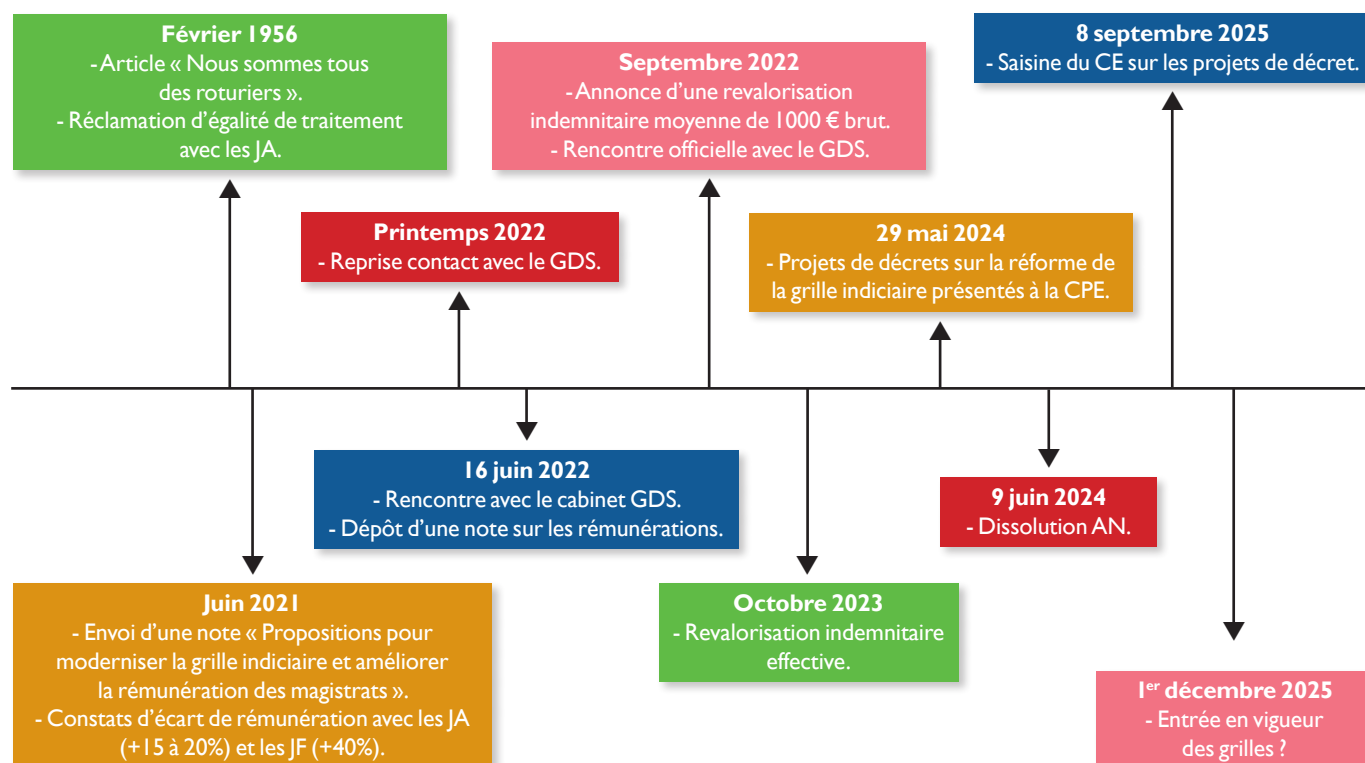 Février 1956
- Article « Nous sommes tous
des roturiers ».
- Réclamation d'égalité de traitement
avec les JA.
Septembre 2022
- Annonce d'une revalorisation
indemnitaire moyenne de 1000 € brut.
- Rencontre officielle avec le GDS.
8 septembre 2025
- Saisine du CE sur les projets de décret.
Printemps 2022
- Reprise contact avec le GDS.
29 mai 2024
- Projets de décrets sur la réforme de
la grille indiciaire présentés à la CPE.
16 juin 2022
- Rencontre avec le cabinet GDS.
- Dépôt d'une note sur les rémunérations.
9 juin 2024
- Dissolution AN.
Juin 2021
- Envoi d'une note « Propositions pour
moderniser la grille indiciaire et améliorer
la rémunération des magistrats ».
- Constats d'écart de rémunération avec les JA
(+15 à 20%) et les JF (+40%).
Octobre 2023
- Revalorisation indemnitaire
effective.
1er décembre 2025
- Entrée en vigueur
des grilles ?